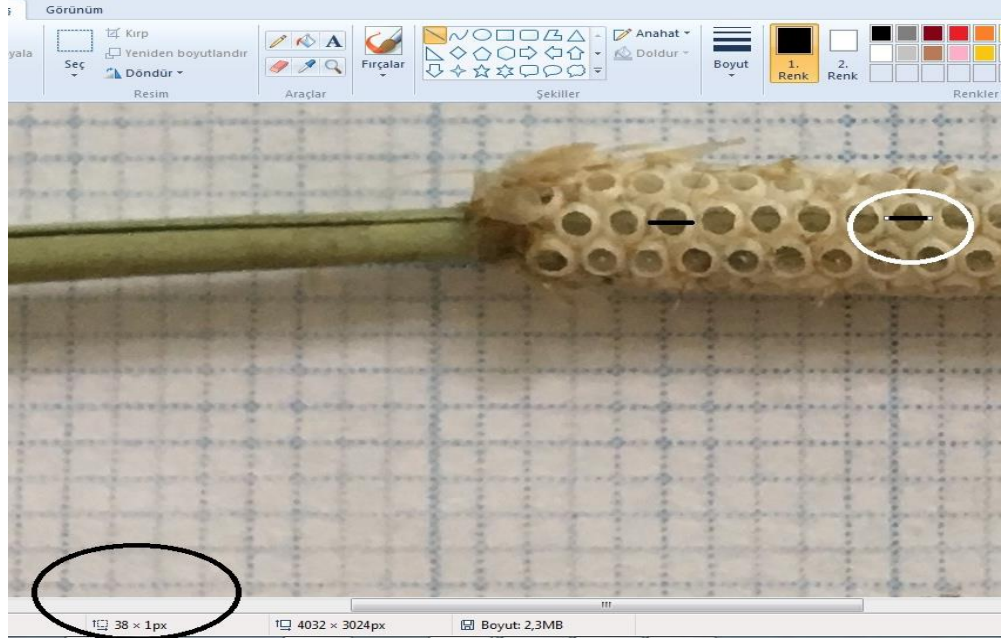 Görünüm
yala
Seç
Kırp
Yeniden boyutlandır
Döndür
Resim
A
Araçlar
Fırçalar
Anahat
Doldur
Şekiller
Boyut
1.
Renk
2.
Renk
Renkler
38 × 1px
4032 × 3024px
Boyut: 2,3MB